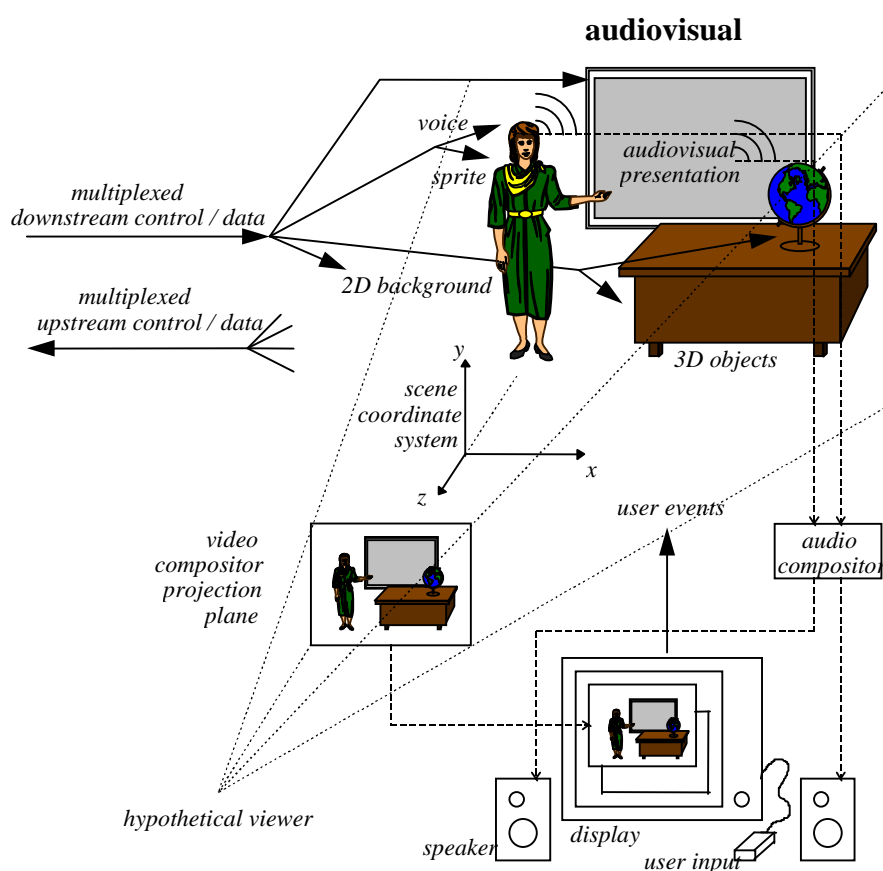 audiovisual
voice
audiovisual
presentation
sprite
multiplexed
downstream control / data
2D background
multiplexed
upstream control / data
3D objects
y
scene
coordinate
system
x
z
user events
video
compositor
projection
plane
audio
compositor
hypothetical viewer
speaker
display
user input